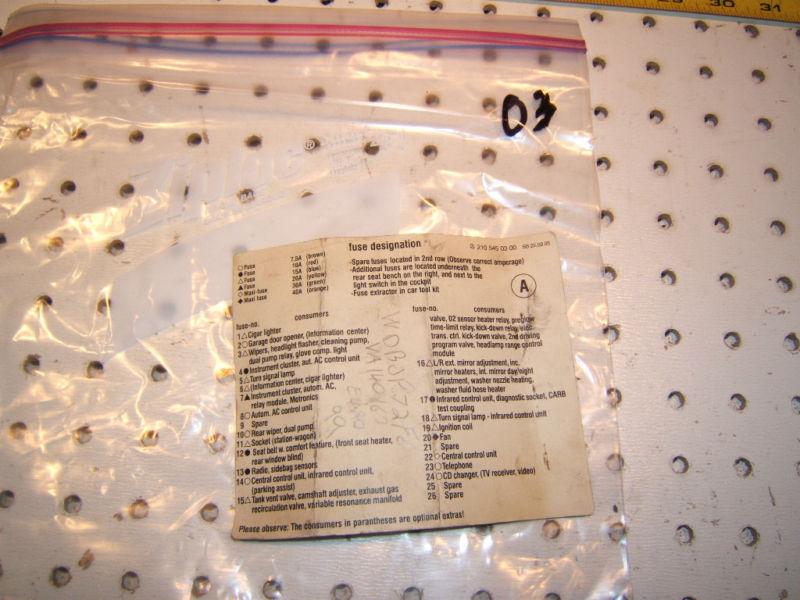 29 30 31
03
Ziploc®
fuse designation
210 545 00 00
○ Fuse 7.5A (brown)
● Fuse 10A (red)
Fuse 15A (blue)
△ Fuse 20A (yellow)
▲ Fuse 30A (green)
Maxi-fuse 40A (orange)
Maxi fuse
-Spare fuses located in 2nd row (Observe correct amperage)
-Additional fuses are located underneath the
rear seat bench on the right, and next to the
light switch in the cockpit
-Fuse extractor in car tool kit
A
fuse-no. consumers
1△Cigar lighter
2○Garage door opener, (information center)
3△Wipers, headlight flasher, cleaning pump,
dual pump relay, glove comp. light
4●Instrument cluster, aut. AC control unit
5△Turn signal lamp
6△(Information center, cigar lighter)
7▲Instrument cluster, autom. AC,
relay module, Motronics
8○Autom. AC control unit
9 Spare
10○Rear wiper, dual pump
11△Socket (station-wagon)
12● Seat belt w. comfort feature, (front seat heater,
rear window blind)
13● Radio, sidebag sensors
14○Central control unit, infrared control unit,
(parking assist)
15△Tank vent valve, camshaft adjuster, exhaust gas
recirculation valve, variable resonance manifold
fuse-no. consumers
valve, O2 sensor heater relay, preglow
time-limit relay, kick-down relay elec.
trans. ctrl. kick-down valve, 2nd driving
program valve, headlamp range control
module
16△L/R ext. mirror adjustment, inc.
mirror heaters, int. mirror day/night
adjustment, washer nozzle heating,
washer fluid hose heater
17●Infrared control unit, diagnostic socket, CARB
test coupling
18△Turn signal lamp - infrared control unit
19△Ignition coil
20●Fan
21 Spare
22○Central control unit
23○Telephone
24○CD changer, (TV receiver, video)
25 Spare
26 Spare
Please observe: The consumers in parantheses are optional extras!